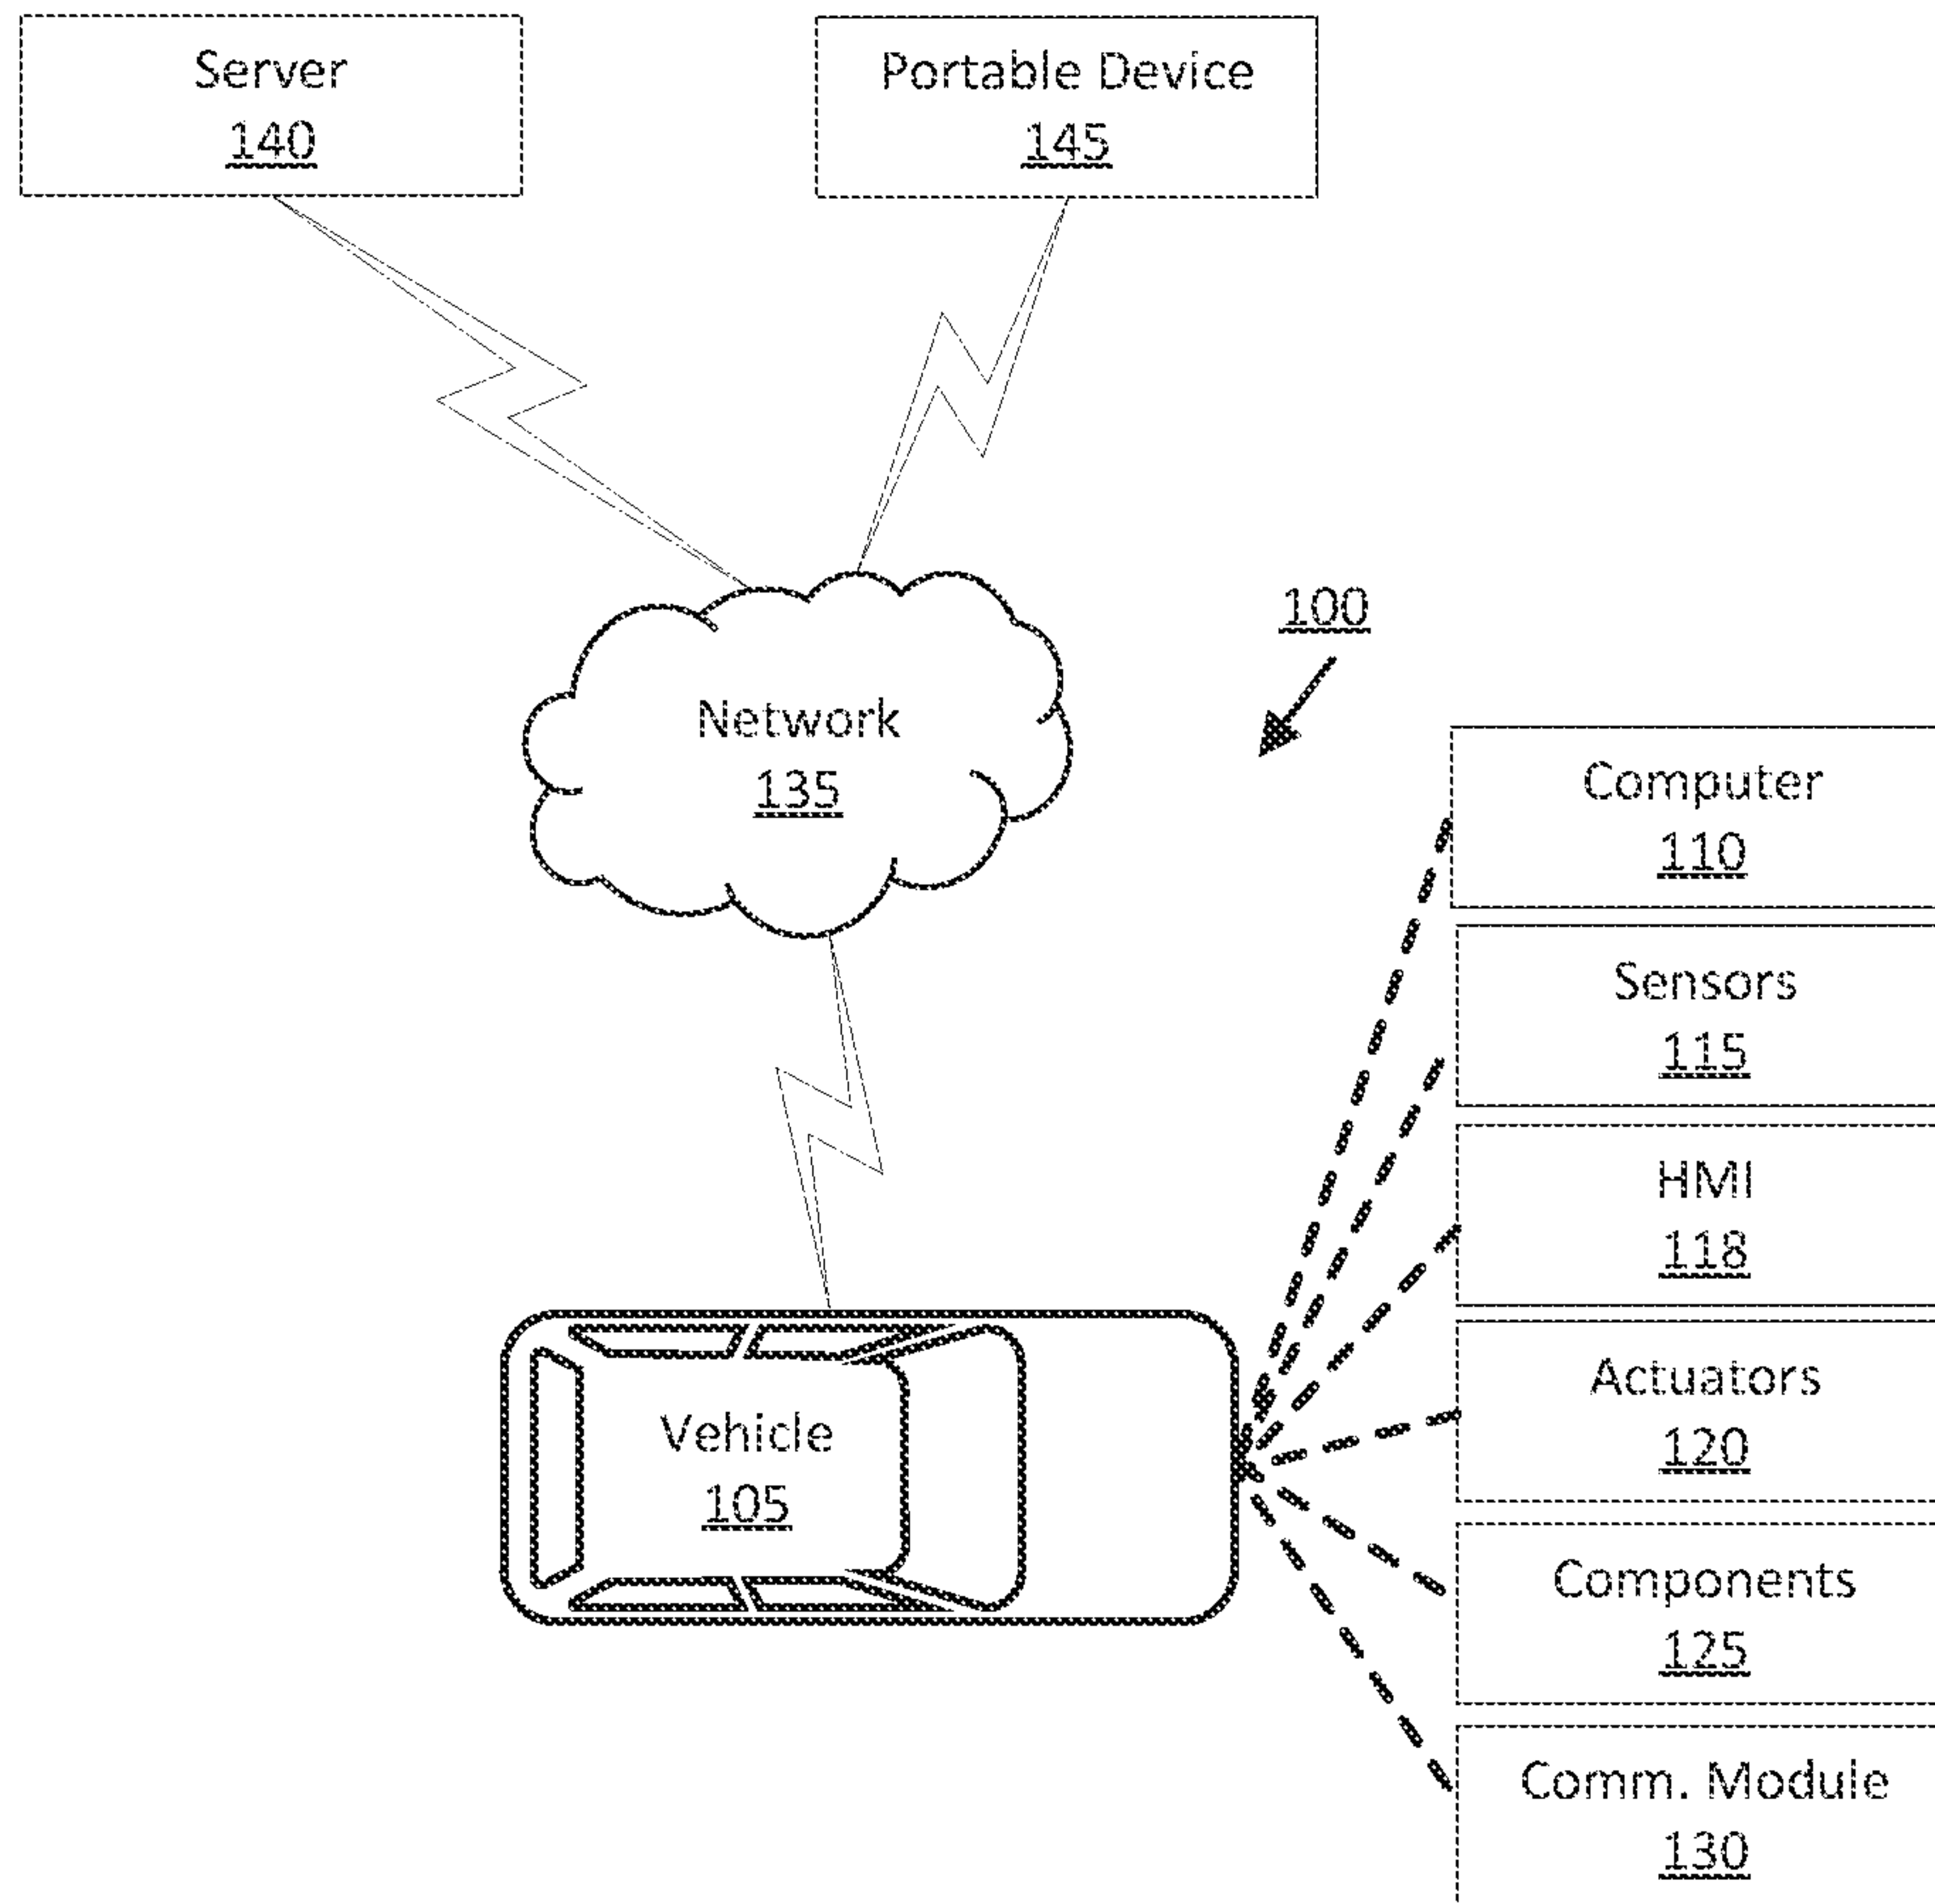 Server
140
Portable Device
145
100
Network
135
Computer
110
Sensors
115
HMI
118
Actuators
120
Vehicle
105
Components
125
Comm. Module
130